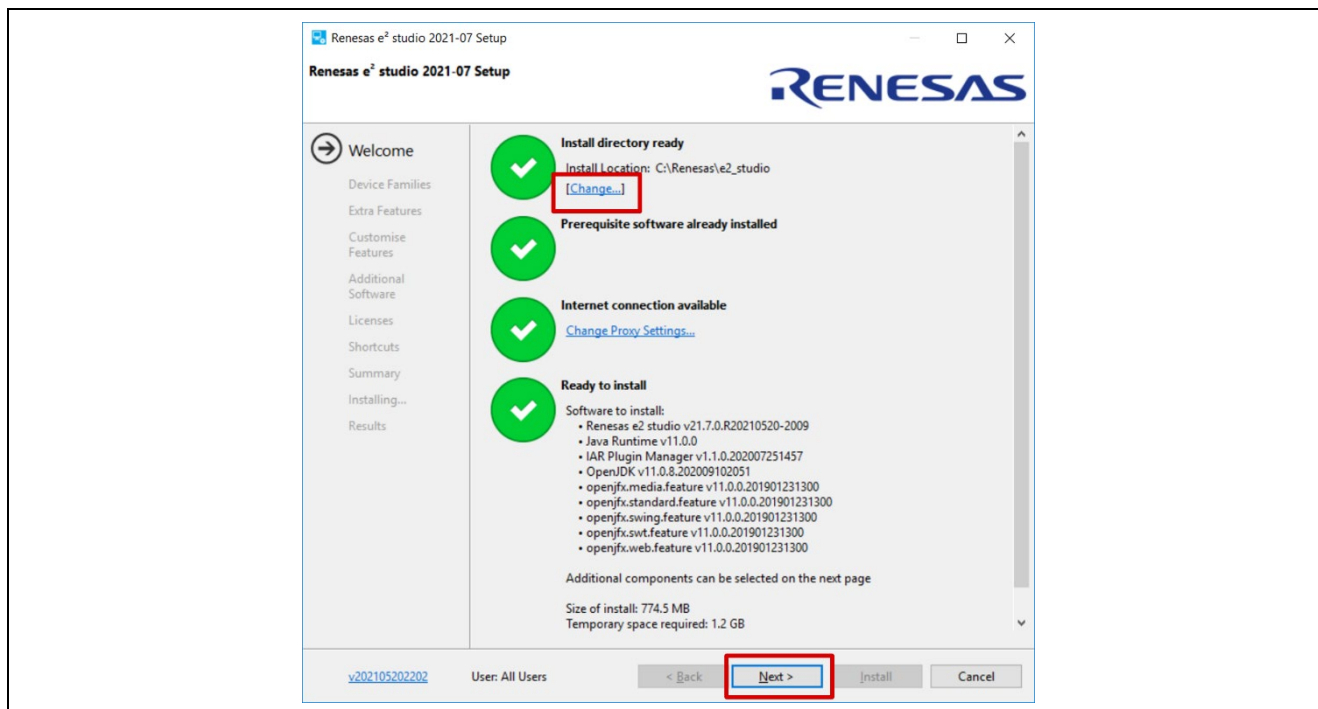 Renesas e² studio 2021-07 Setup
Renesas e² studio 2021-07 Setup
RENESAS
Welcome
Device Families
Extra Features
Customise
Features
Additional
Software
Licenses
Shortcuts
Summary
Installing...
Results
Install directory ready
Install Location: C:\Renesas\e2_studio
[Change...]
Prerequisite software already installed
Internet connection available
Change Proxy Settings...
Ready to install
Software to install:
• Renesas e2 studio v21.7.0.R20210520-2009
• Java Runtime v11.0.0
• IAR Plugin Manager v1.1.0.202007251457
• OpenJDK v11.0.8.202009102051
• openjfx.media.feature v11.0.0.201901231300
• openjfx.standard.feature v11.0.0.201901231300
• openjfx.swing.feature v11.0.0.201901231300
• openjfx.swt.feature v11.0.0.201901231300
• openjfx.web.feature v11.0.0.201901231300
Additional components can be selected on the next page
Size of install: 774.5 MB
Temporary space required: 1.2 GB
v202105202202
User: All Users
< Back
Next >
Install
Cancel